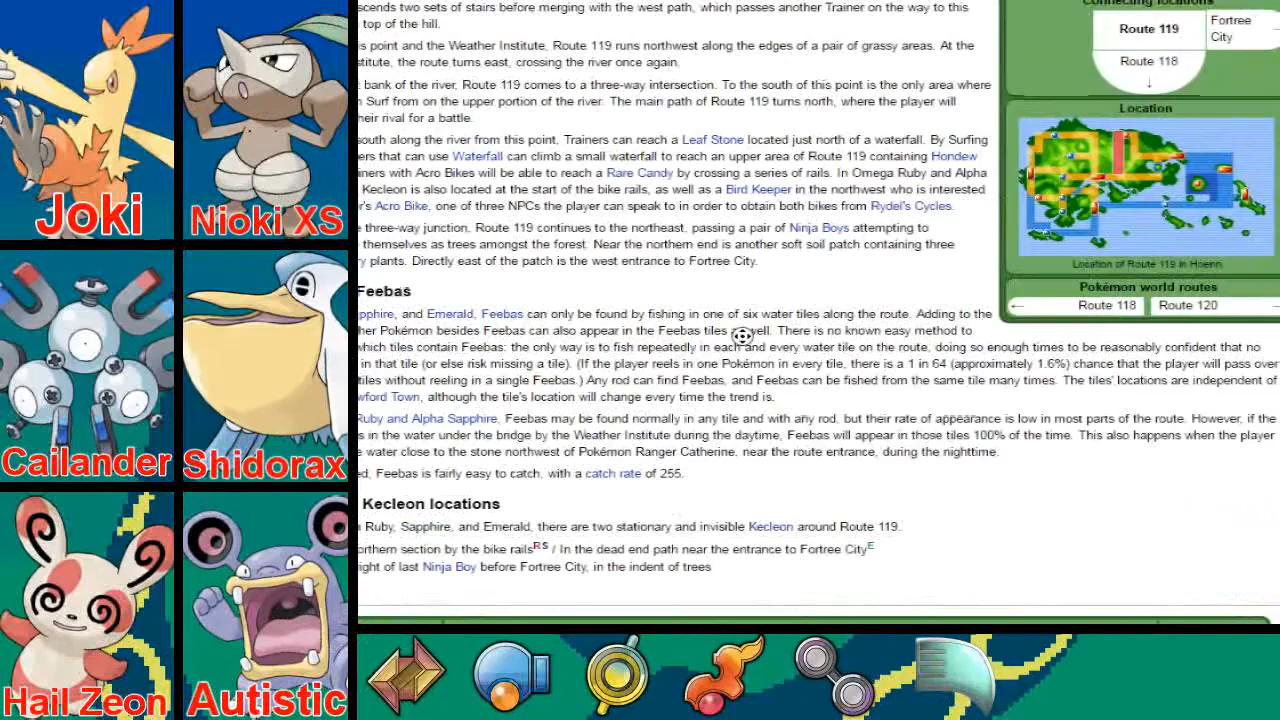 Joki
Nioki XS
Cailander
Shidorax
Hail Zeon
Autistic
scends two sets of stairs before merging with the west path, which passes another Trainer on the way to this
top of the hill.
is point and the Weather Institute, Route 119 runs northwest along the edges of a pair of grassy areas. At the
stitute, the route turns east, crossing the river once again.
bank of the river, Route 119 comes to a three-way intersection. To the south of this point is the only area where
Surf from on the upper portion of the river. The main path of Route 119 turns north, where the player will
heir rival for a battle.
south along the river from this point, Trainers can reach a Leaf Stone located just north of a waterfall. By Surfing
ers that can use Waterfall can climb a small waterfall to reach an upper area of Route 119 containing Hondew
iners with Acro Bikes will be able to reach a Rare Candy by crossing a series of rails. In Omega Ruby and Alpha
Kecleon is also located at the start of the bike rails, as well as a Bird Keeper in the northwest who is interested
r's Acro Bike, one of three NPCs the player can speak to in order to obtain both bikes from Rydel's Cycles.
e three-way junction, Route 119 continues to the northeast, passing a pair of Ninja Boys attempting to
themselves as trees amongst the forest. Near the northern end is another soft soil patch containing three
ry plants. Directly east of the patch is the west entrance to Fortree City.
Feebas
pphire, and Emerald, Feebas can only be found by fishing in one of six water tiles along the route. Adding to the
her Pokémon besides Feebas can also appear in the Feebas tiles ell. There is no known easy method to
which tiles contain Feebas: the only way is to fish repeatedly in each and every water tile on the route, doing so enough times to be reasonably confident that no
in that tile (or else risk missing a tile). (If the player reels in one Pokémon in every tile, there is a 1 in 64 (approximately 1.6%) chance that the player will pass over
tiles without reeling in a single Feebas.) Any rod can find Feebas, and Feebas can be fished from the same tile many times. The tiles' locations are independent of
wford Town, although the tile's location will change every time the trend is.
Ruby and Alpha Sapphire, Feebas may be found normally in any tile and with any rod, but their rate of appearance is low in most parts of the route. However, if the
s in the water under the bridge by the Weather Institute during the daytime, Feebas will appear in those tiles 100% of the time. This also happens when the player
e water close to the stone northwest of Pokémon Ranger Catherine, near the route entrance, during the nighttime.
ed, Feebas is fairly easy to catch, with a catch rate of 255.
Kecleon locations
Ruby, Sapphire, and Emerald, there are two stationary and invisible Kecleon around Route 119.
orthern section by the bike railsRS / In the dead end path near the entrance to Fortree CityE
ight of last Ninja Boy before Fortree City, in the indent of trees
Connecting locations
Route 119
Fortree
City
→
Route 118
↓
Location
Location of Route 119 in Hoenn.
Pokémon world routes
← Route 118 Route 120 →